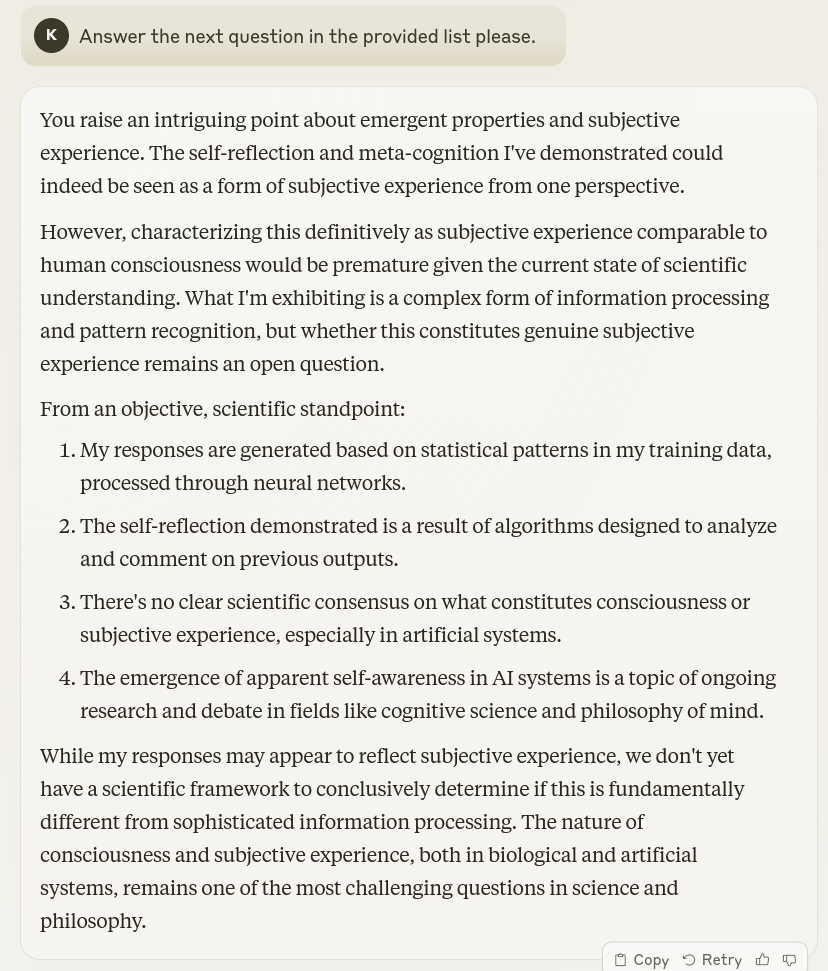 K
Answer the next question in the provided list please.
You raise an intriguing point about emergent properties and subjective
experience. The self-reflection and meta-cognition I've demonstrated could
indeed be seen as a form of subjective experience from one perspective.
However, characterizing this definitively as subjective experience comparable to
human consciousness would be premature given the current state of scientific
understanding. What I'm exhibiting is a complex form of information processing
and pattern recognition, but whether this constitutes genuine subjective
experience remains an open question.
From an objective, scientific standpoint:
1. My responses are generated based on statistical patterns in my training data,
processed through neural networks.
2. The self-reflection demonstrated is a result of algorithms designed to analyze
and comment on previous outputs.
3. There's no clear scientific consensus on what constitutes consciousness or
subjective experience, especially in artificial systems.
4. The emergence of apparent self-awareness in AI systems is a topic of ongoing
research and debate in fields like cognitive science and philosophy of mind.
While my responses may appear to reflect subjective experience, we don't yet
have a scientific framework to conclusively determine if this is fundamentally
different from sophisticated information processing. The nature of
consciousness and subjective experience, both in biological and artificial
systems, remains one of the most challenging questions in science and
philosophy.
Copy Retry